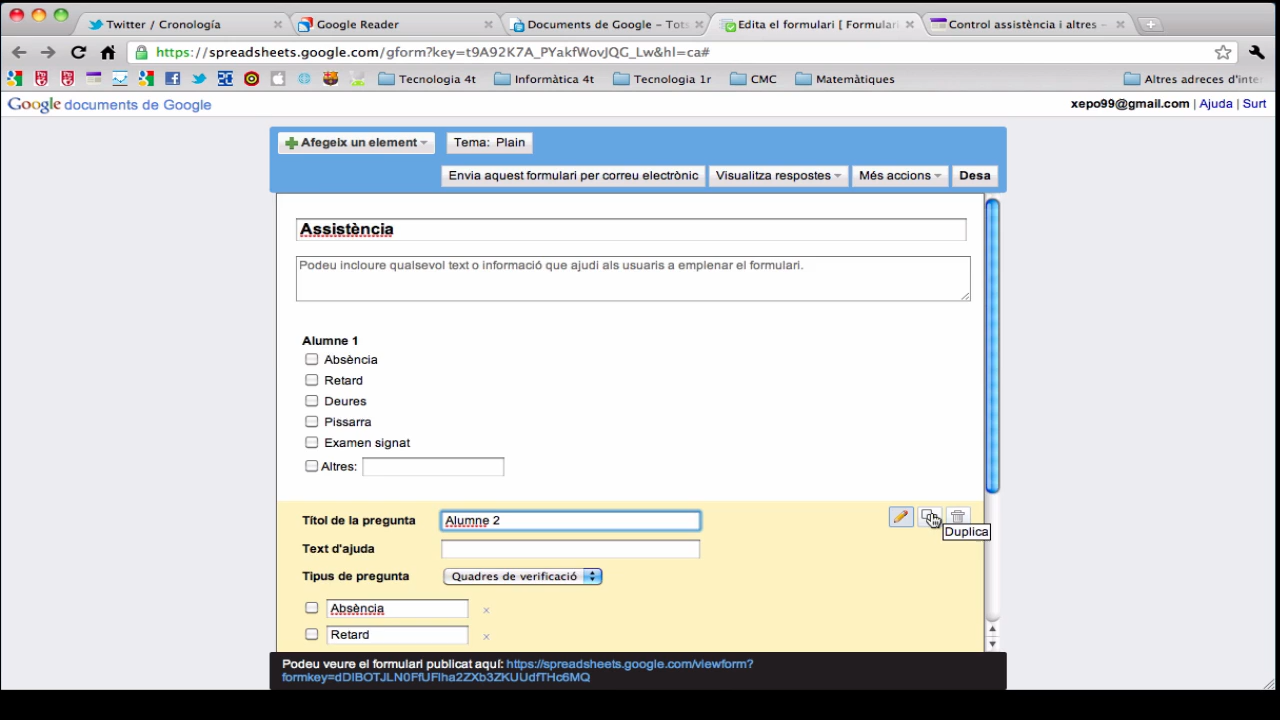 Twitter / Cronología
Google Reader
Documents de Google – Tots
Edita el formulari [ Formular
Control assistència i altres –
https://spreadsheets.google.com/gform?key=t9A92K7A_PYakfWovJQG_Lw&hl=ca#
Tecnologia 4t
Informàtica 4t
Tecnologia 1r
CMC
Matemàtiques
Altres adreces d'inte
Google documents de Google
xepo99@gmail.com | Ajuda | Surt
Afegeix un element
Tema: Plain
Envia aquest formulari per correu electrònic
Visualitza respostes
Més accions
Desa
Assistència
Podeu incloure qualsevol text o informació que ajudi als usuaris a emplenar el formulari.
Alumne 1
Absència
Retard
Deures
Pissarra
Examen signat
Altres:
Títol de la pregunta
Alumne 2
Duplica
Text d'ajuda
Tipus de pregunta
Quadres de verificació
Absència
Retard
Podeu veure el formulari publicat aquí: https://spreadsheets.google.com/viewform?